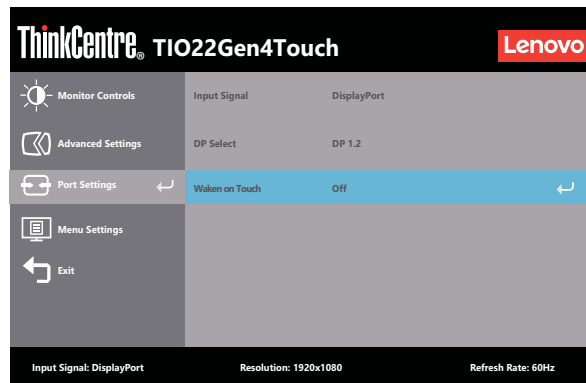 ThinkCentre® TIO22Gen4Touch Lenovo
Monitor Controls Input Signal DisplayPort
Advanced Settings DP Select DP 1.2
Port Settings Waken on Touch Off
Menu Settings
Exit
Input Signal: DisplayPort Resolution: 1920x1080 Refresh Rate: 60Hz